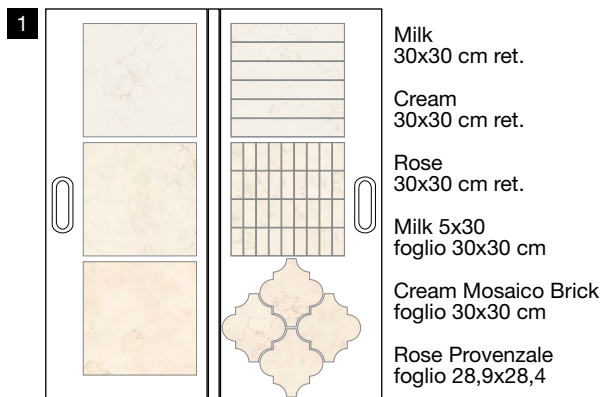 1
Milk
30x30 cm ret.
Cream
30x30 cm ret.
Rose
30x30 cm ret.
Milk 5x30
foglio 30x30 cm
Cream Mosaico Brick
foglio 30x30 cm
Rose Provenzale
foglio 28,9x28,4